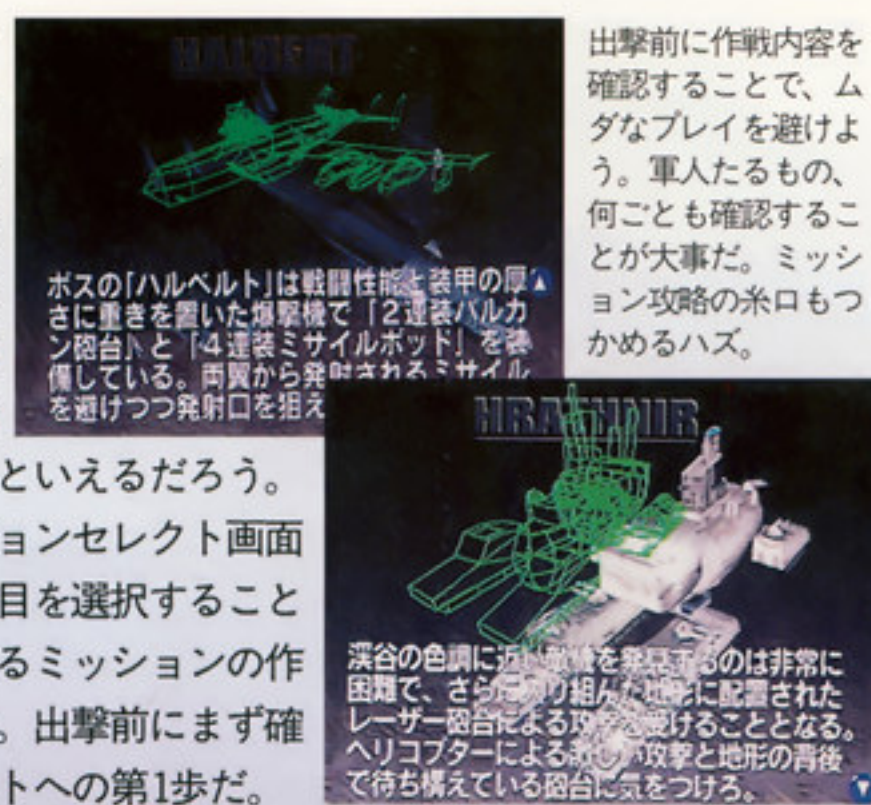 出撃前に作戦内容を
確認することで、ム
ダなプレイを避けよ
う。軍人たるもの、
何ごとも確認するこ
とが大事だ。ミッシ
ョン攻略の糸口もつ
かめるハズ。
HALBERT
ボスの「ハルベルト」は戦闘性能と装甲の厚
さに重きを置いた爆撃機で「2連装バルカ
ン砲台」と「4連装ミサイルポッド」を装
備している。両翼から発射されるミサイル
を避けつつ発射口を狙え
HRATHNIR
渓谷の色調に近い敵機を発見するのは非常に
困難で、さらに入り組んだ地形に配置された
レーザー砲台による攻撃を受けることとなる。
ヘリコプターによる激しい攻撃と地形の背後
で待ち構えている砲台に気をつけろ。
といえるだろう。
ョンセレクト画面
目を選択すること
るミッションの作
。出撃前にまず確
トへの第1歩だ。